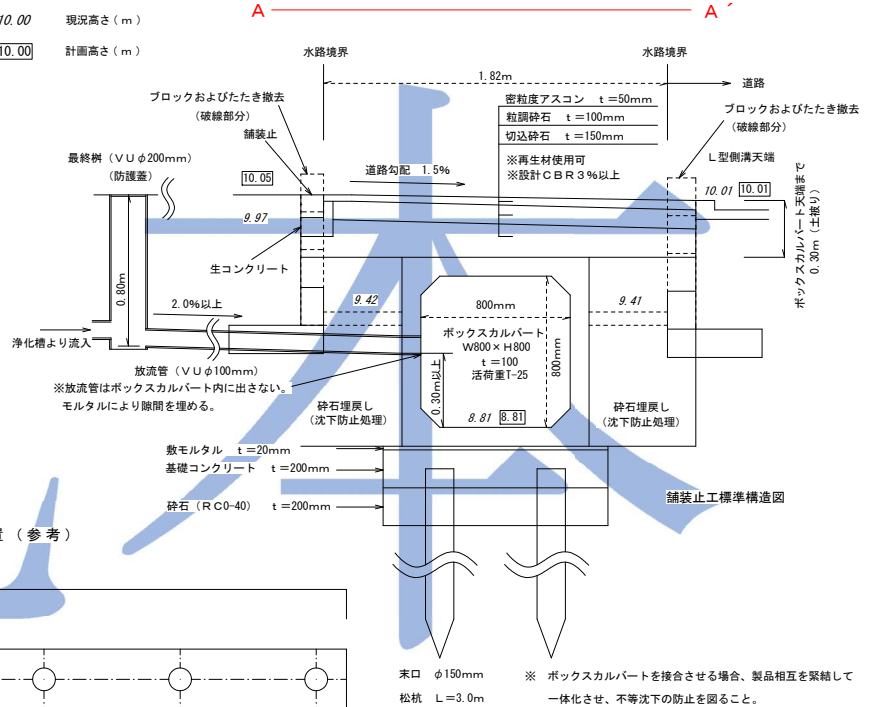 A A´
10.00 現況高さ(m)
10.00 計画高さ(m)
水路境界 水路境界
1.82m
道路
ブロックおよびたたき撤去
(破線部分)
舗装止
密粒度アスコン t=50mm
粒調砕石 t=100mm
切込砕石 t=150mm
※再生材使用可
※設計CBR3%以上
ブロックおよびたたき撤去
(破線部分)
L型側溝天端
最終桝(VUφ200mm)
(防護蓋)
10.05
道路勾配 1.5%
10.01 10.01
9.97
ボックスカルバート天端まで
0.30m(土被り)
生コンクリート
0.80m
2.0%以上
9.42
800mm
9.41
浄化槽より流入
ボックスカルバート
W800×H800
t=100
活荷重T-25
800mm
放流管(VUφ100mm)
※放流管はボックスカルバート内に出さない。
モルタルにより隙間を埋める。
0.30m以上
砕石埋戻し
(沈下防止処理)
8.81 8.81
砕石埋戻し
(沈下防止処理)
敷モルタル t=20mm
基礎コンクリート t=200mm
砕石(RC0-40) t=200mm
舗装止工標準構造図
置(参考)
末口 φ150mm
松杭 L=3.0m
※ ボックスカルバートを接合させる場合、製品相互を緊結して
一体化させ、不等沈下の防止を図ること。